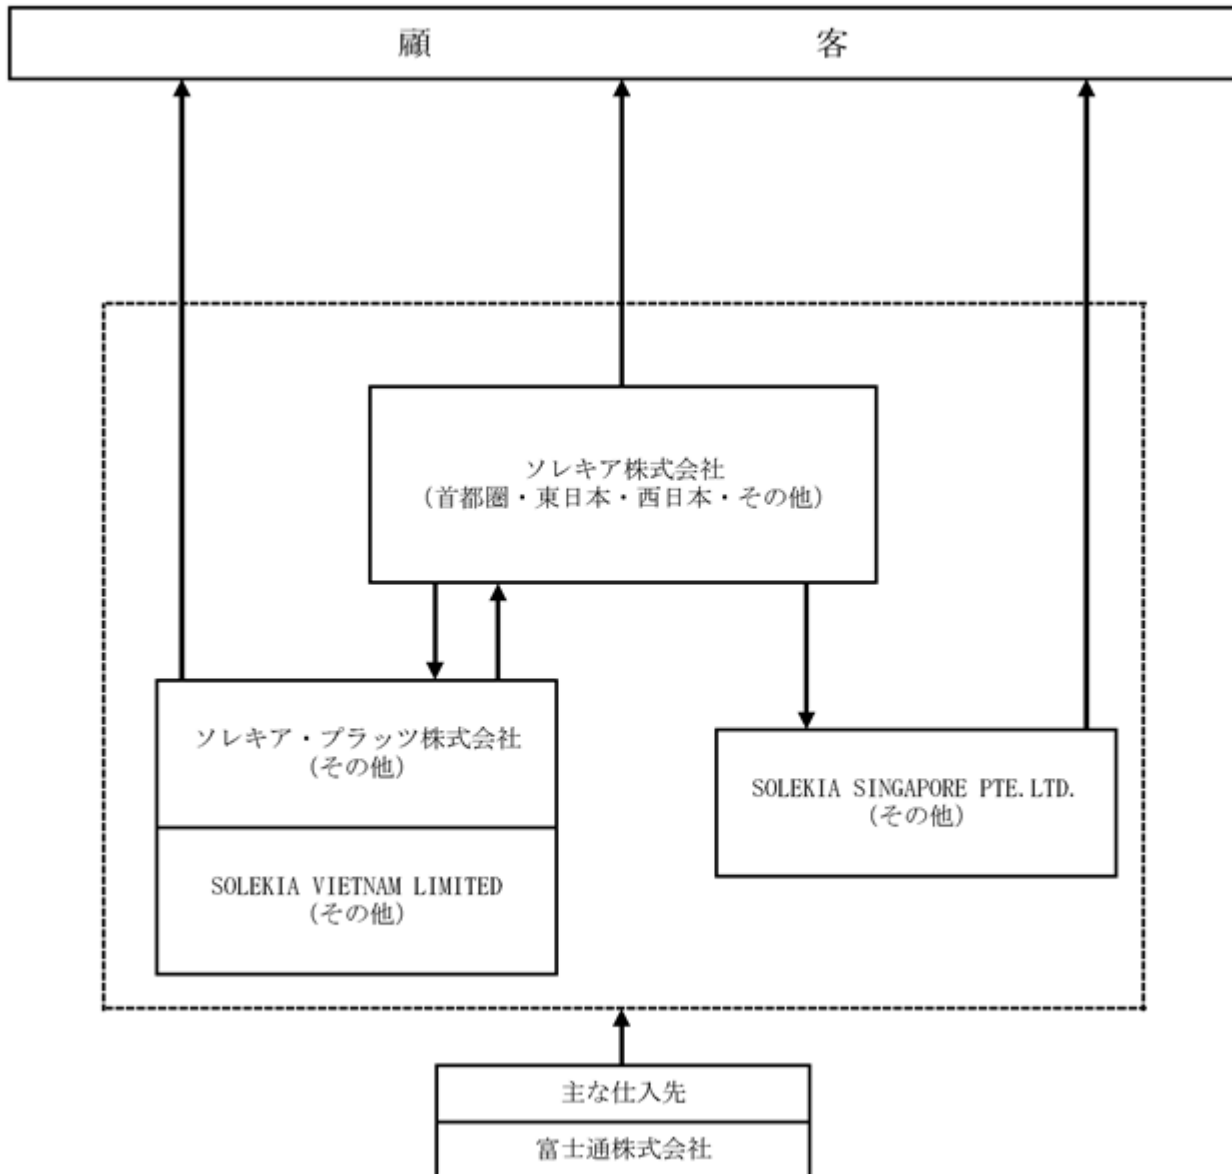 顧客
ソレキア株式会社
(首都圏・東日本・西日本・その他)
ソレキア・プラッツ株式会社
(その他)
SOLEKIA SINGAPORE PTE.LTD.
(その他)
SOLEKIA VIETNAM LIMITED
(その他)
主な仕入先
富士通株式会社